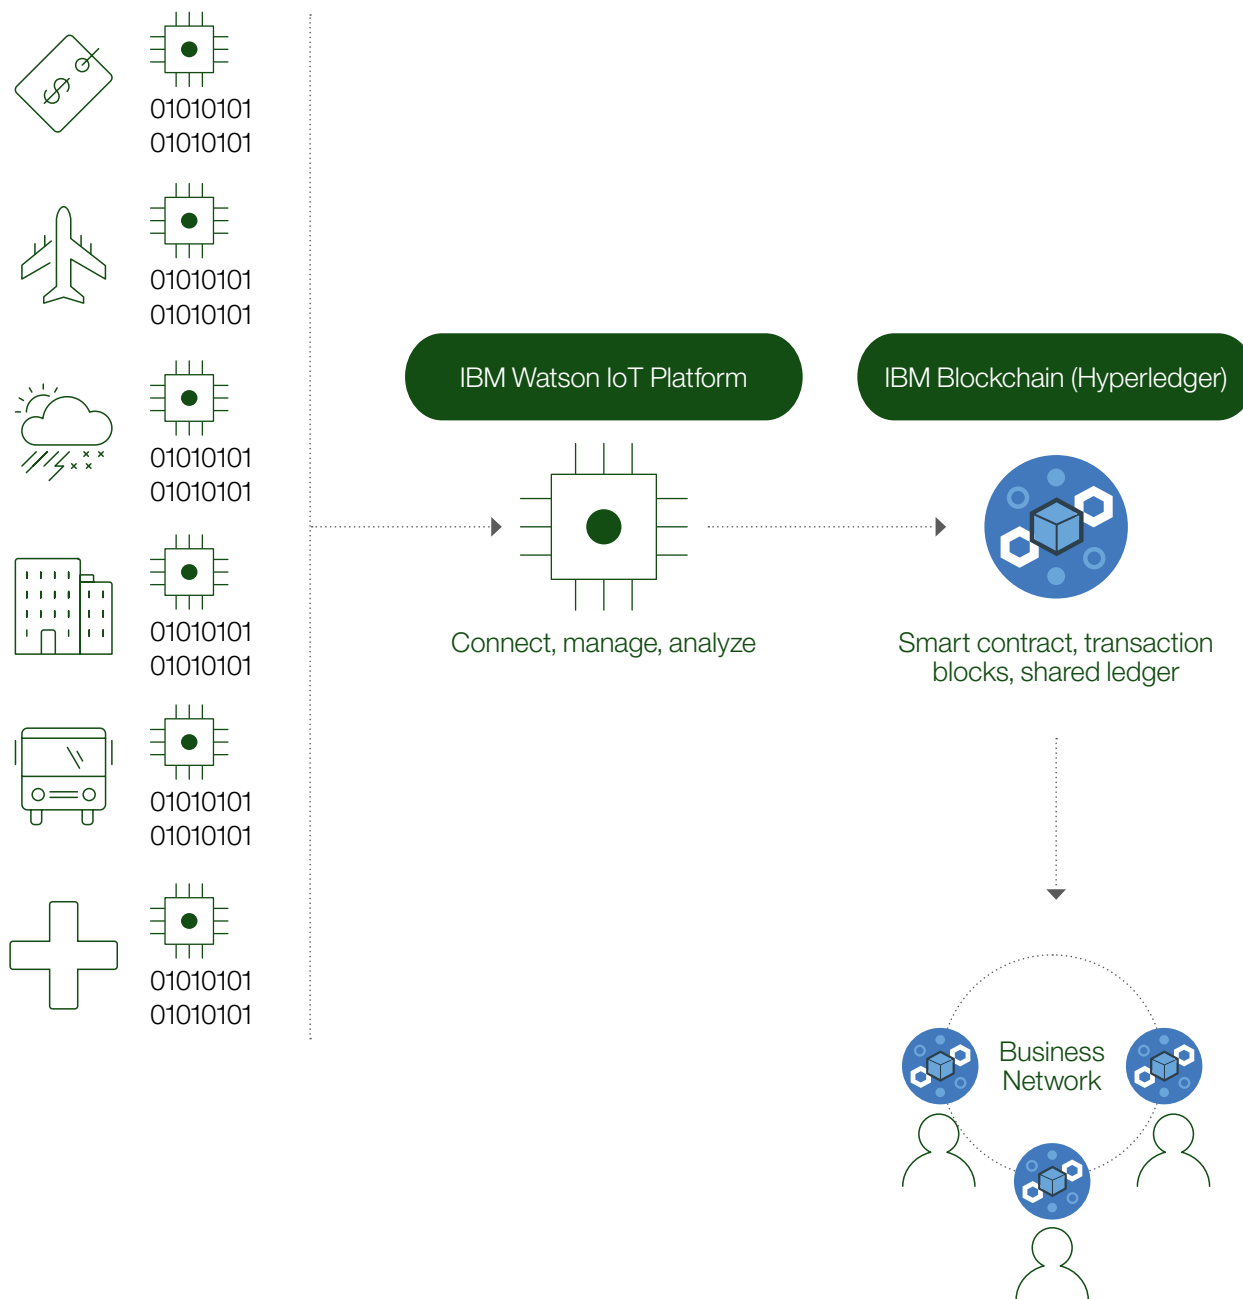 01010101
01010101
01010101
01010101
01010101
01010101
01010101
01010101
01010101
01010101
01010101
01010101
IBM Watson IoT Platform
Connect, manage, analyze
IBM Blockchain (Hyperledger)
Smart contract, transaction
blocks, shared ledger
Business
Network